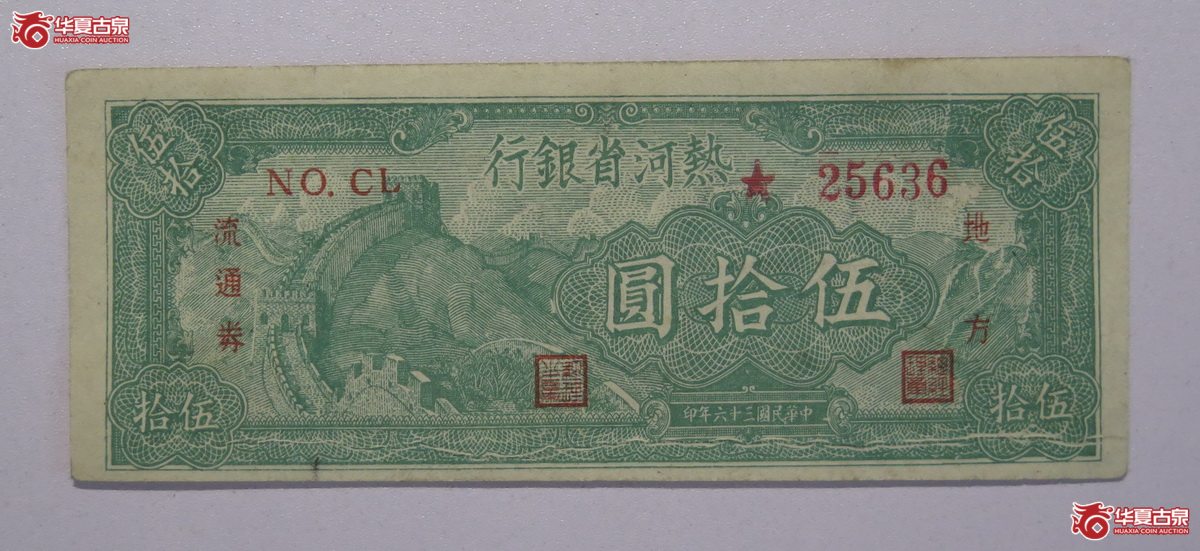 华夏古泉
HUAXIA COIN AUCTION
伍拾
伍拾
行銀省河熱
NO. CL
★ 25636
流通券
地方
圓拾伍
印年六十三國民華中
拾伍
拾伍
华夏古泉
HUAXIA COIN AUCTION